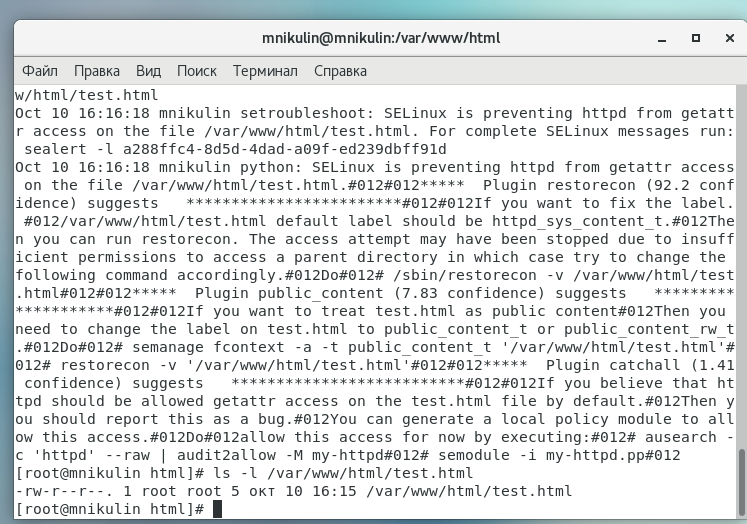 mnikulin@mnikulin:/var/www/html
Файл Правка Вид Поиск Терминал Справка
w/html/test.html
Oct 10 16:16:18 mnikulin setroubleshoot: SELinux is preventing httpd from getatt
r access on the file /var/www/html/test.html. For complete SELinux messages run:
 sealert -l a288ffc4-8d5d-4dad-a09f-ed239dbff91d
Oct 10 16:16:18 mnikulin python: SELinux is preventing httpd from getattr access
 on the file /var/www/html/test.html.#012#012*****  Plugin restorecon (92.2 conf
idence) suggests   ************************#012#012If you want to fix the label.
 #012/var/www/html/test.html default label should be httpd_sys_content_t.#012The
n you can run restorecon. The access attempt may have been stopped due to insuff
icient permissions to access a parent directory in which case try to change the
following command accordingly.#012Do#012# /sbin/restorecon -v /var/www/html/test
.html#012#012*****  Plugin public_content (7.83 confidence) suggests   *********
*******************#012#012If you want to treat test.html as public content#012Then you
need to change the label on test.html to public_content_t or public_content_rw_t
.#012Do#012# semanage fcontext -a -t public_content_t '/var/www/html/test.html'#
012# restorecon -v '/var/www/html/test.html'#012#012*****  Plugin catchall (1.41
 confidence) suggests   **************************#012#012If you believe that ht
tpd should be allowed getattr access on the test.html file by default.#012Then y
ou should report this as a bug.#012You can generate a local policy module to all
ow this access.#012Do#012allow this access for now by executing:#012# ausearch -
c 'httpd' --raw | audit2allow -M my-httpd#012# semodule -i my-httpd.pp#012
[root@mnikulin html]# ls -l /var/www/html/test.html
-rw-r--r--. 1 root root 5 окт 10 16:15 /var/www/html/test.html
[root@mnikulin html]#